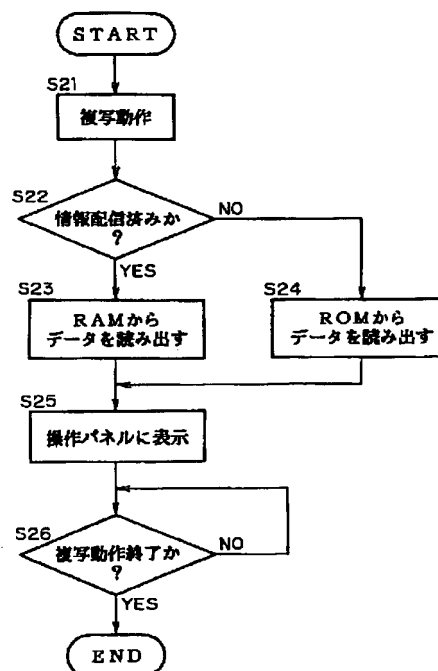 START
S21
複写動作
S22
情報配信済みか
?
NO
YES
S23
RAMから
データを読み出す
S24
ROMから
データを読み出す
S25
操作パネルに表示
S26
複写動作終了か
?
NO
YES
END